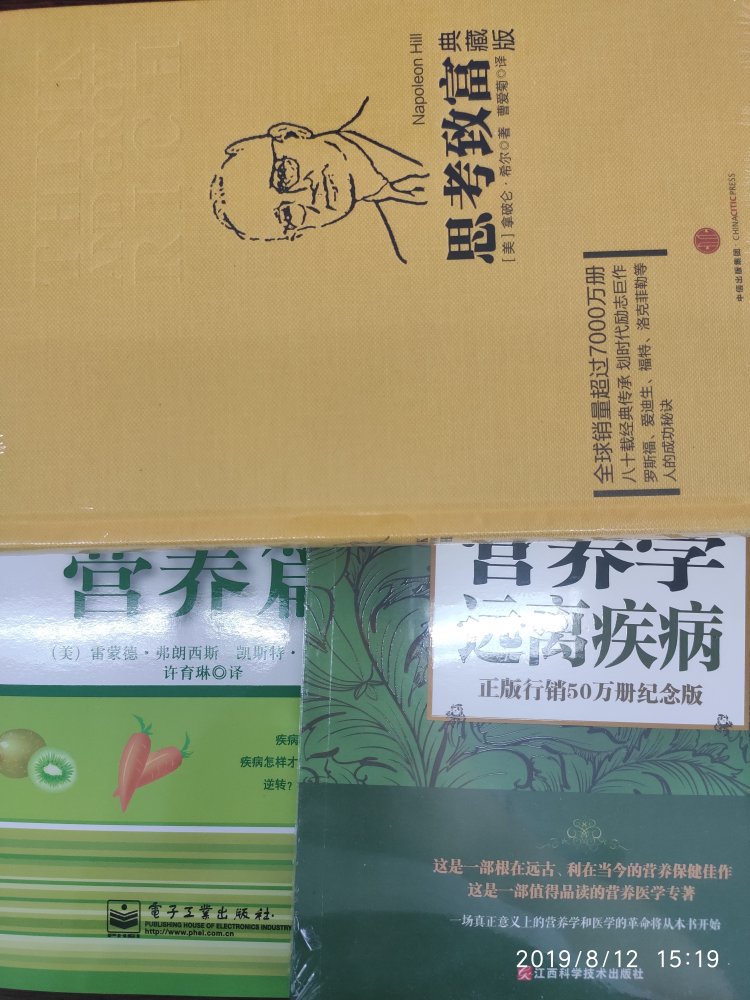 THINK
Napoleon Hill
思考致富
典藏版
[美]拿破仑·希尔◎著 曹爱菊◎译
全球销量超过7000万册
八十载经典传承 划时代励志巨作
罗斯福、爱迪生、福特、洛克菲勒等
人的成功秘诀
中信出版集团·CHINACITICPRESS
营养
(美)雷蒙德·弗朗西斯 凯斯特·
许育琳◎译
疾病
疾病怎样才
逆转?
电子工业出版社·
PUBLISHING HOUSE OF ELECTRONICS INDUSTRY
http://www.phei.com.cn
营养学
远离疾病
正版行销50万册纪念版
这是一部根在远古、利在当今的营养保健佳作
这是一部值得品读的营养医学专著
一场真正意义上的营养学和医学的革命将从本书开始
江西科学技术出版社
2019/8/12 15:19